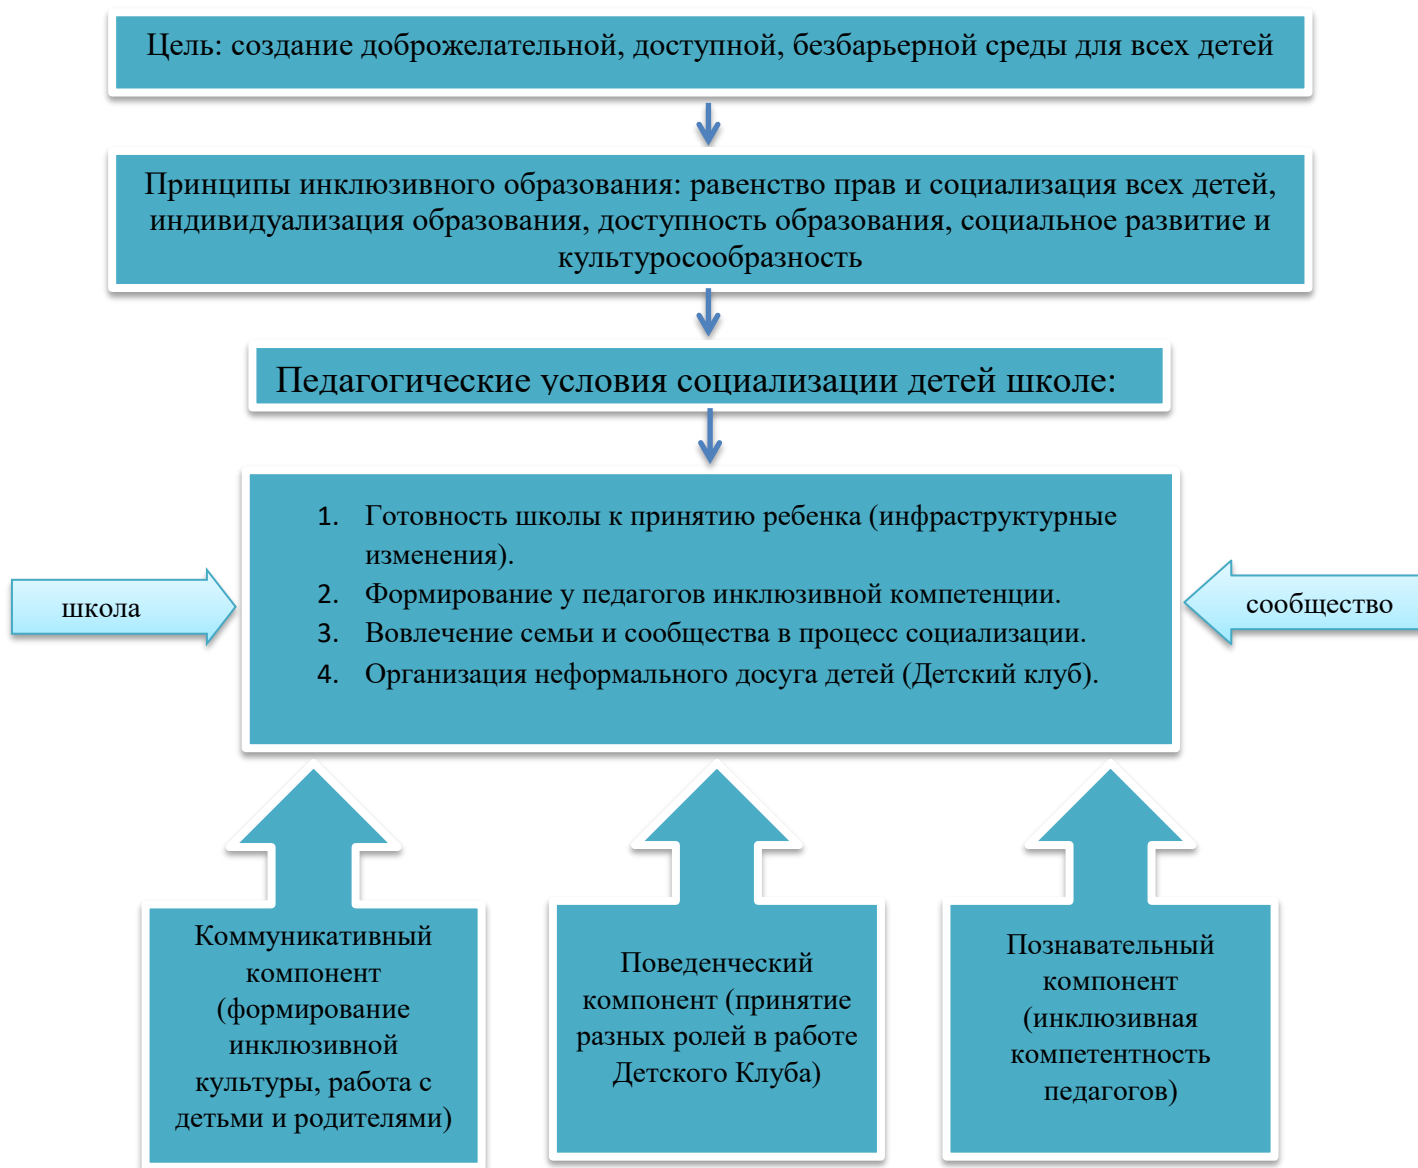 Цель: создание доброжелательной, доступной, безбарьерной среды для всех детей
Принципы инклюзивного образования: равенство прав и социализация всех детей,
индивидуализация образования, доступность образования, социальное развитие и
культуросообразность
Педагогические условия социализации детей школе:
1. Готовность школы к принятию ребенка (инфраструктурные
изменения).
2. Формирование у педагогов инклюзивной компетенции.
3. Вовлечение семьи и сообщества в процесс социализации.
4. Организация неформального досуга детей (Детский клуб).
школа
сообщество
Коммуникативный
компонент
(формирование
инклюзивной
культуры, работа с
детьми и родителями)
Поведенческий
компонент (принятие
разных ролей в работе
Детского Клуба)
Познавательный
компонент
(инклюзивная
компетентность
педагогов)